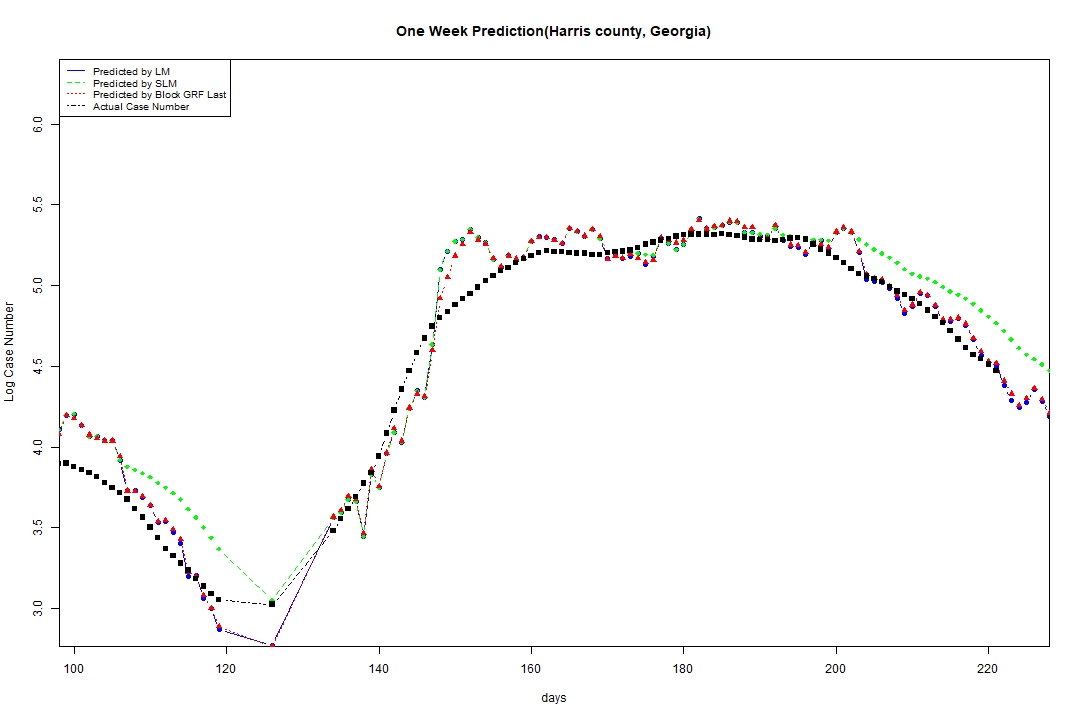 One Week Prediction(Harris county, Georgia)
Predicted by LM
Predicted by SLM
Predicted by Block GRF Last
Actual Case Number
6.0
5.5
5.0
4.5
4.0
3.5
3.0
Log Case Number
100 120 140 160 180 200 220
days